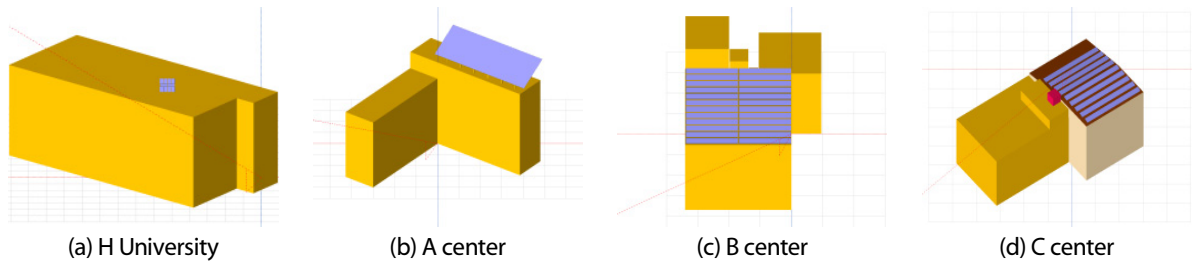 (a) H University
(b) A center
(c) B center
(d) C center